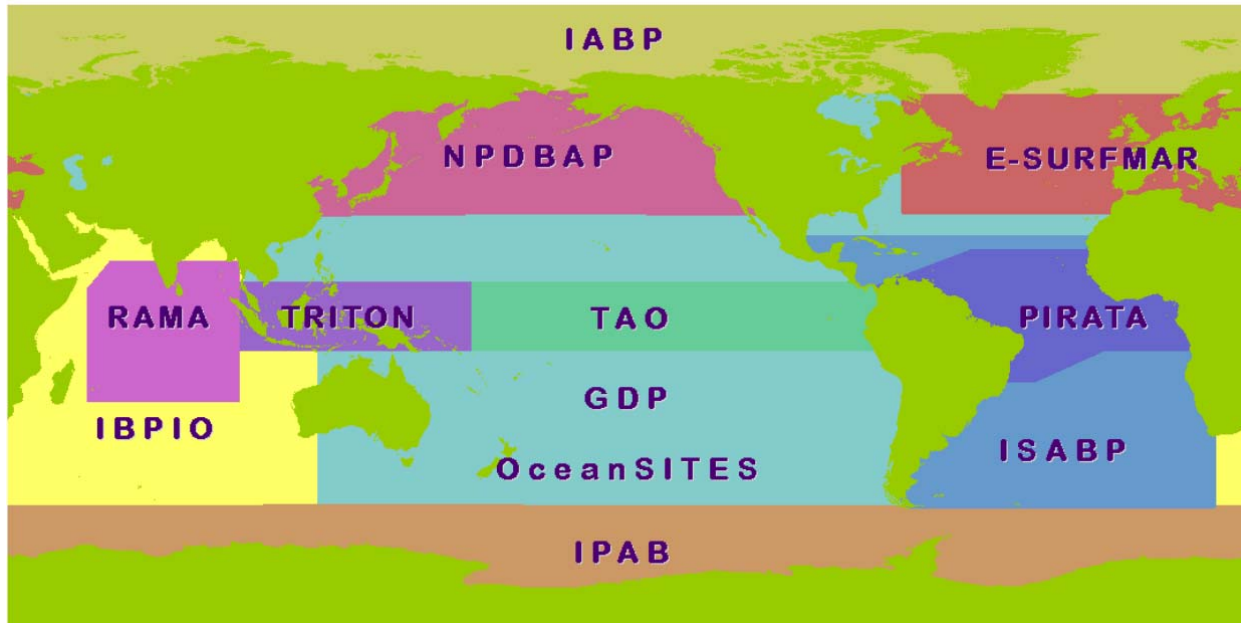 IABP
NPDBAP
E-SURFMAR
RAMA
TRITON
TAO
PIRATA
GDP
IBPIO
ISABP
OceanSITES
IPAB